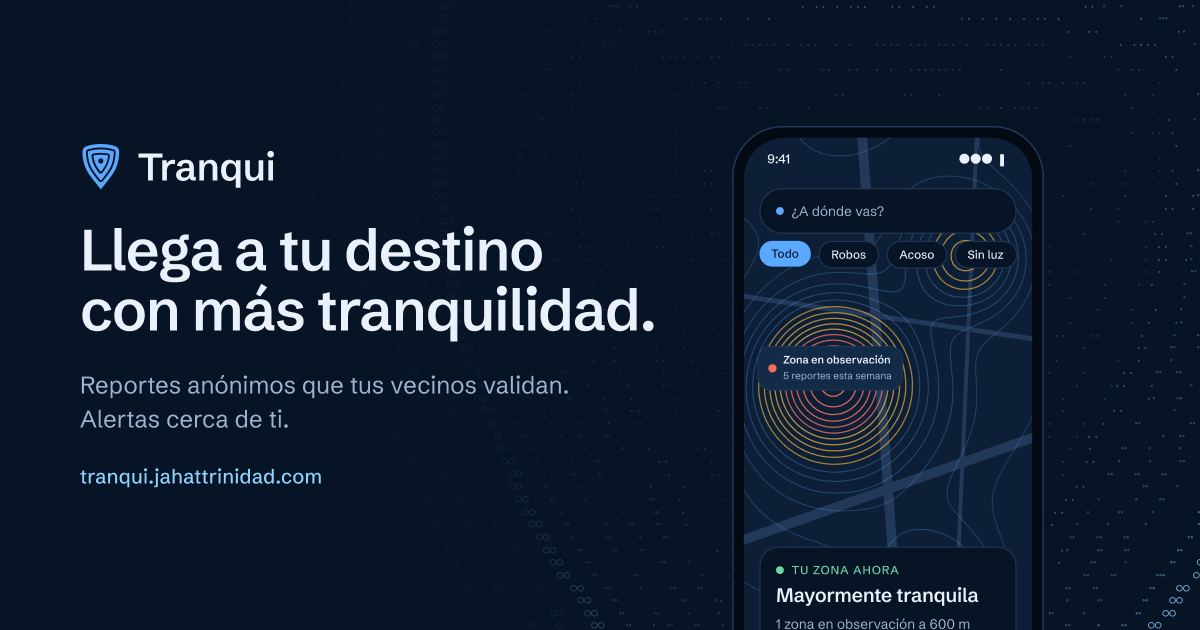 Tranqui
Llega a tu destino
con más tranquilidad.
Reportes anónimos que tus vecinos validan.
Alertas cerca de ti.
tranqui.jahattrinidad.com
9:41
¿A dónde vas?
Todo
Robos
Acoso
Sin luz
Zona en observación
5 reportes esta semana
TU ZONA AHORA
Mayormente tranquila
1 zona en observación a 600 m